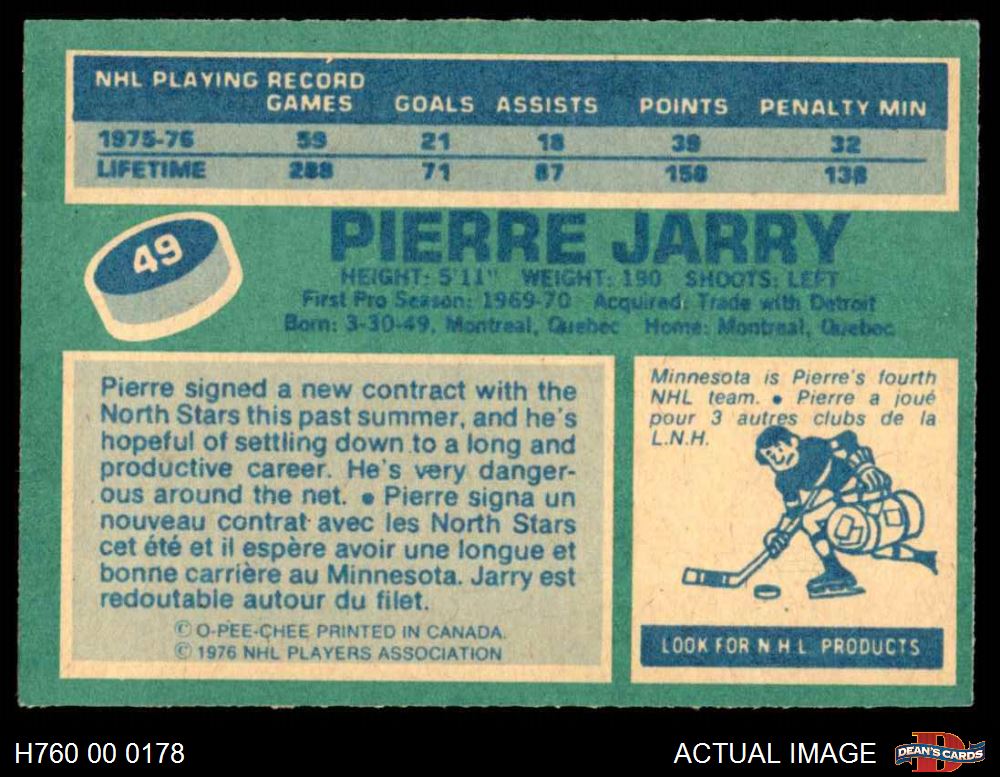 NHL PLAYING RECORD
GAMES GOALS ASSISTS POINTS PENALTY MIN
1975-76 59 21 18 39 32
LIFETIME 288 71 87 158 138
49
PIERRE JARRY
HEIGHT: 5'11" WEIGHT: 190 SHOOTS: LEFT
First Pro Season: 1969-70 Acquired: Trade with Detroit
Born: 3-30-49, Montreal, Quebec Home: Montreal, Quebec
Pierre signed a new contract with the
North Stars this past summer, and he's
hopeful of settling down to a long and
productive career. He's very danger-
ous around the net. • Pierre signa un
nouveau contrat avec les North Stars
cet été et il espère avoir une longue et
bonne carrière au Minnesota. Jarry est
redoutable autour du filet.
© O-PEE-CHEE PRINTED IN CANADA.
© 1976 NHL PLAYERS ASSOCIATION
Minnesota is Pierre's fourth
NHL team. • Pierre a joué
pour 3 autres clubs de la
L.N.H.
LOOK FOR N H L PRODUCTS
H760 00 0178
ACTUAL IMAGE
D
DEAN'S CARDS